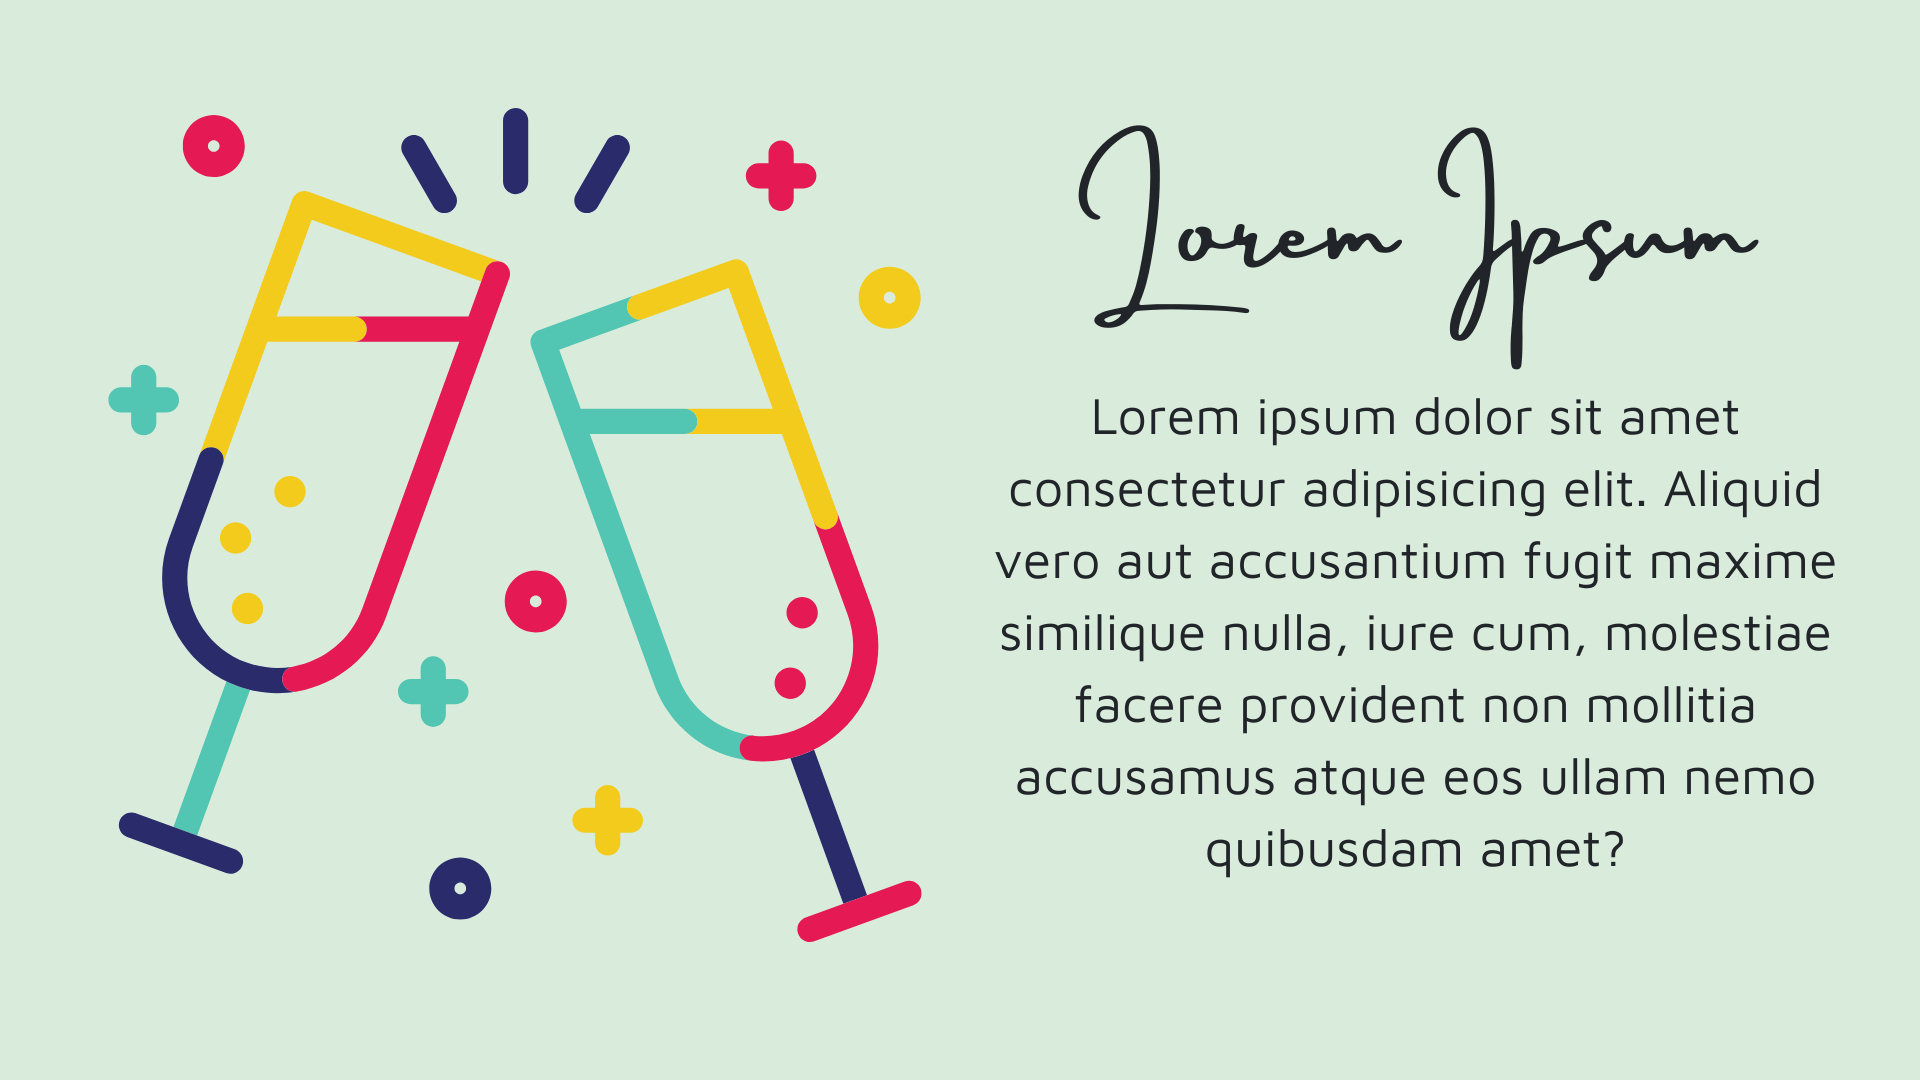 Lorem Ipsum
Lorem ipsum dolor sit amet
consectetur adipisicing elit. Aliquid
vero aut accusantium fugit maxime
similique nulla, iure cum, molestiae
facere provident non mollitia
accusamus atque eos ullam nemo
quibusdam amet?